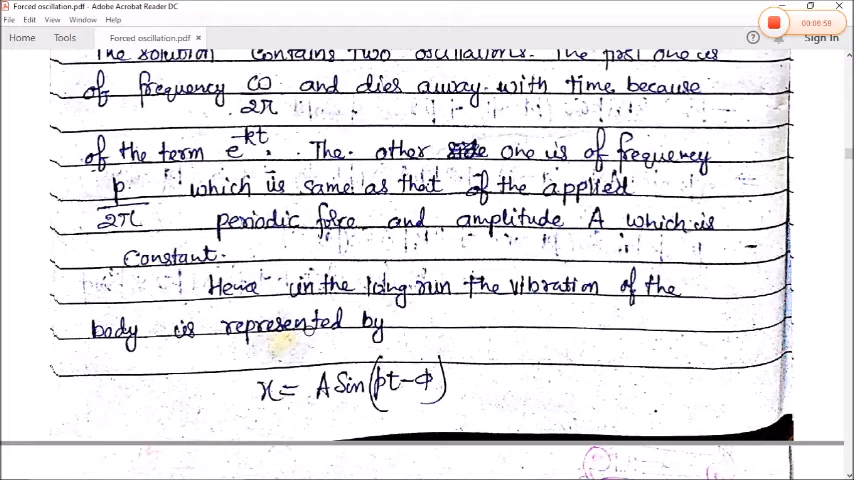 Forced oscillation.pdf - Adobe Acrobat Reader DC
File Edit View Window Help
Home Tools Forced oscillation.pdf × Sign In
00:06:59
The solution contains two oscillations. The first one is
of frequency ω/2π and dies away with time because
of the term e^-kt. The other one is of frequency
p/2π which is same as that of the applied
periodic force and amplitude A which is
constant.
Hence in the long run the vibration of the
body is represented by
x = A Sin(pt-φ)